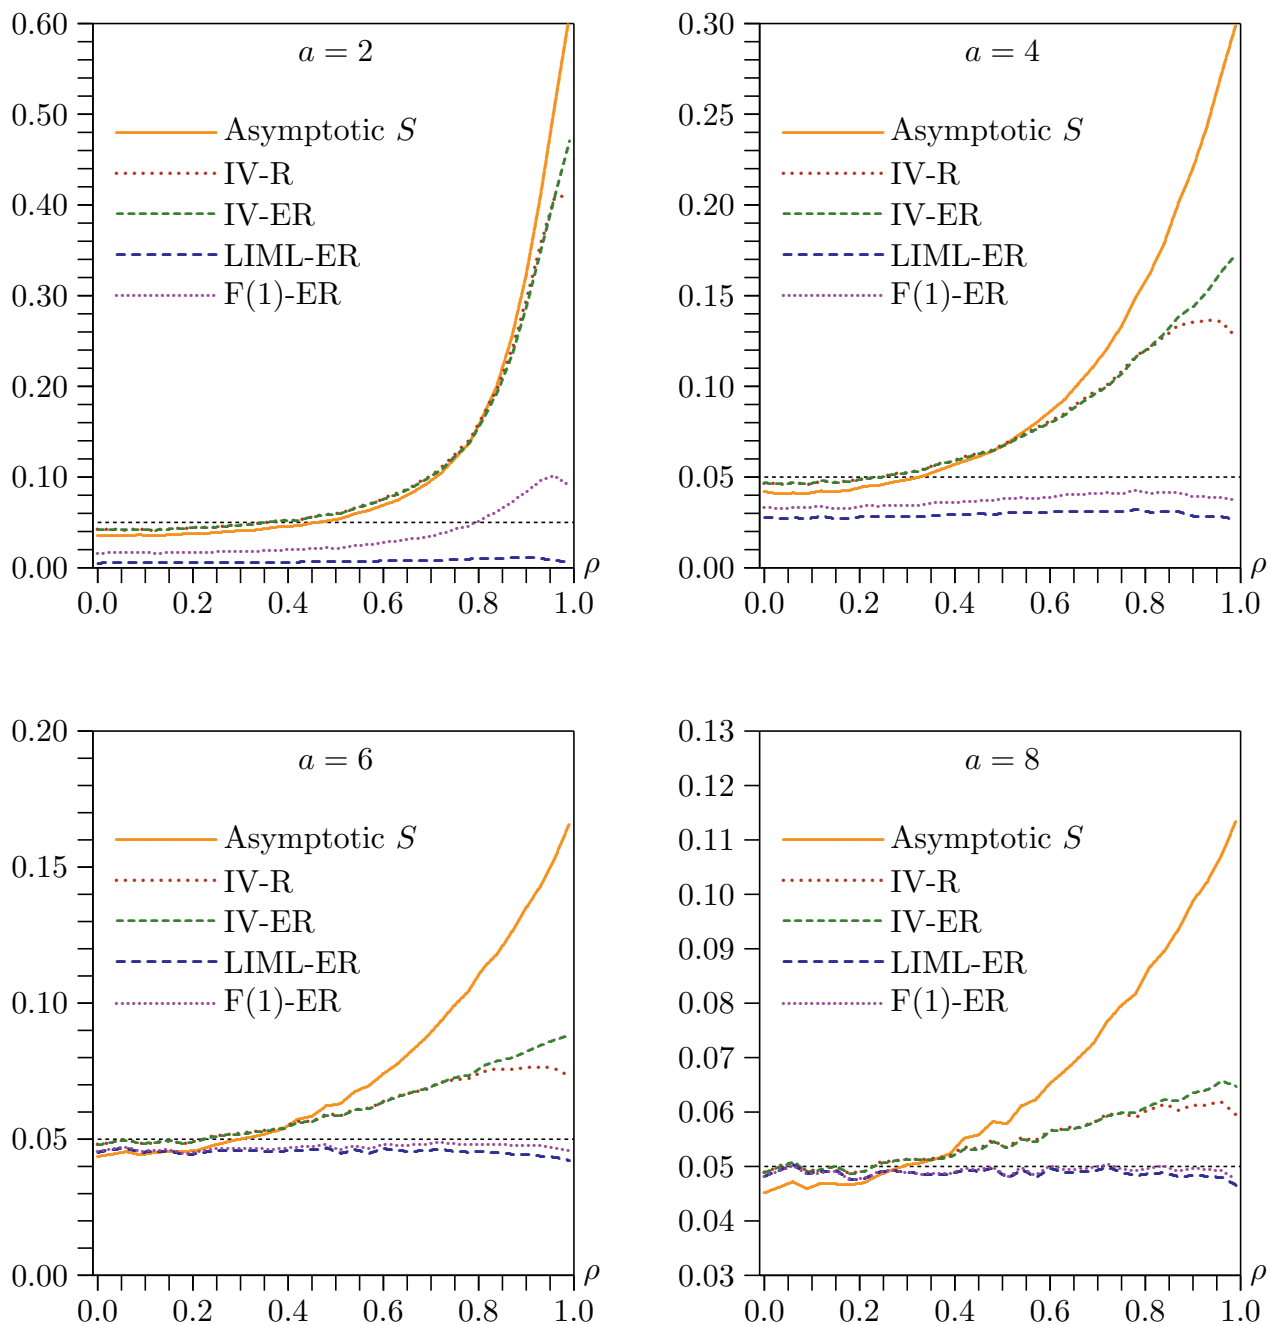 a = 2
0.60
0.50
0.40
0.30
0.20
0.10
0.00
Asymptotic S
IV-R
IV-ER
LIML-ER
F(1)-ER
0.0 0.2 0.4 0.6 0.8 1.0
ρ
a = 4
0.30
0.25
0.20
0.15
0.10
0.05
0.00
Asymptotic S
IV-R
IV-ER
LIML-ER
F(1)-ER
0.0 0.2 0.4 0.6 0.8 1.0
ρ
a = 6
0.20
0.15
0.10
0.05
0.00
Asymptotic S
IV-R
IV-ER
LIML-ER
F(1)-ER
0.0 0.2 0.4 0.6 0.8 1.0
ρ
a = 8
0.13
0.12
0.11
0.10
0.09
0.08
0.07
0.06
0.05
0.04
0.03
Asymptotic S
IV-R
IV-ER
LIML-ER
F(1)-ER
0.0 0.2 0.4 0.6 0.8 1.0
ρ